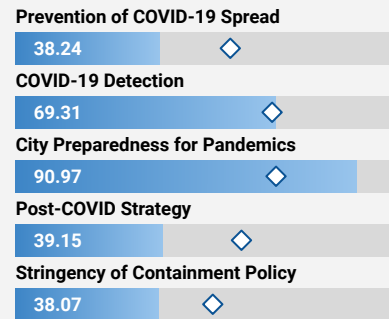 Prevention of COVID-19 Spread
38.24
COVID-19 Detection
69.31
City Preparedness for Pandemics
90.97
Post-COVID Strategy
39.15
Stringency of Containment Policy
38.07